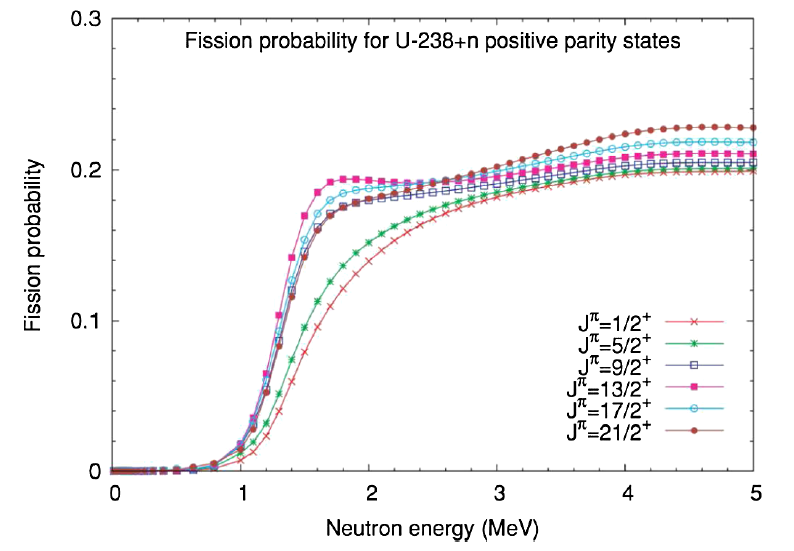 Fission probability for U-238+n positive parity states
0.3
0.2
0.1
0
Fission probability
J^π=1/2^+
J^π=5/2^+
J^π=9/2^+
J^π=13/2^+
J^π=17/2^+
J^π=21/2^+
0 1 2 3 4 5
Neutron energy (MeV)